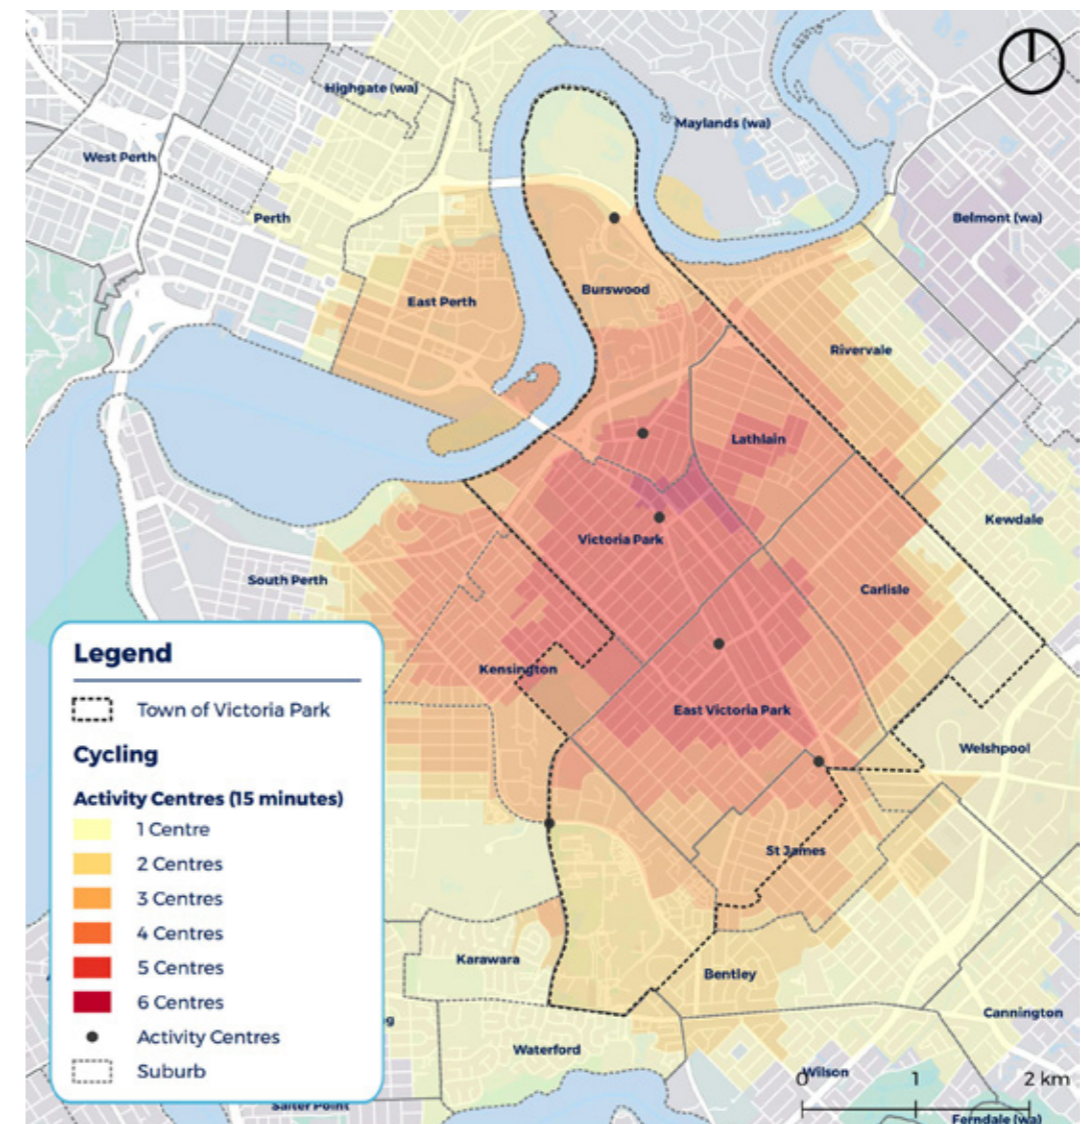 Highgate (wa)
Maylands (wa)
West Perth
Perth
Belmont (wa)
Burswood
East Perth
Rivervale
Lathlain
Kewdale
Victoria Park
South Perth
Carlisle
Kensington
East Victoria Park
Welshpool
St James
Karawara
Bentley
Cannington
Waterford
Wilson
Salter Point
Ferndale (wa)
g
Legend
Town of Victoria Park
Cycling
Activity Centres (15 minutes)
1 Centre
2 Centres
3 Centres
4 Centres
5 Centres
6 Centres
Activity Centres
Suburb
0 1 2 km